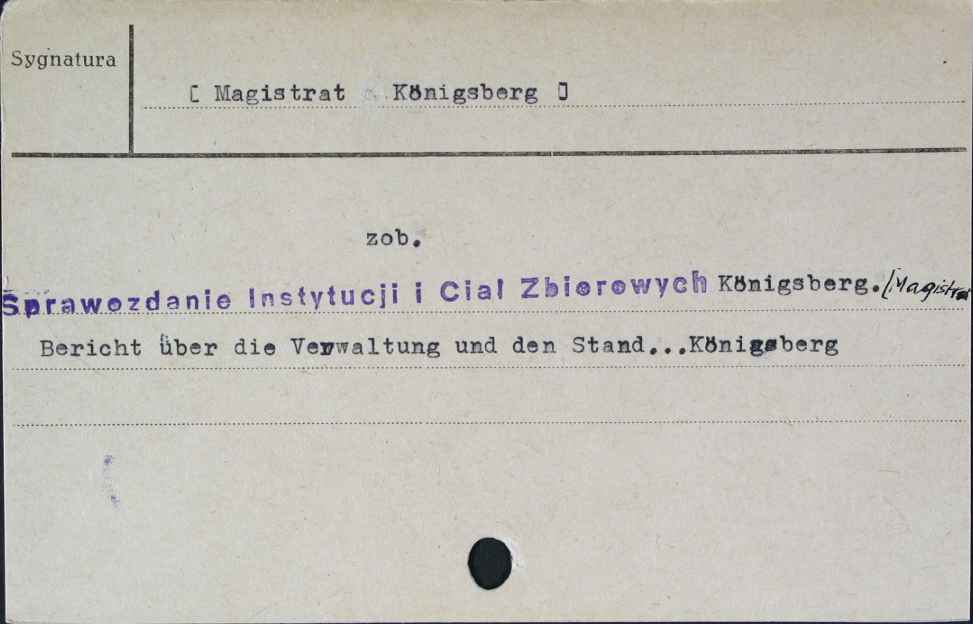 Sygnatura
[ Magistrat Königsberg ]
zob.
Sprawozdanie Instytucji i Ciał Zbiorowych Königsberg. /Magistrat
Bericht über die Verwaltung und den Stand...Königsberg